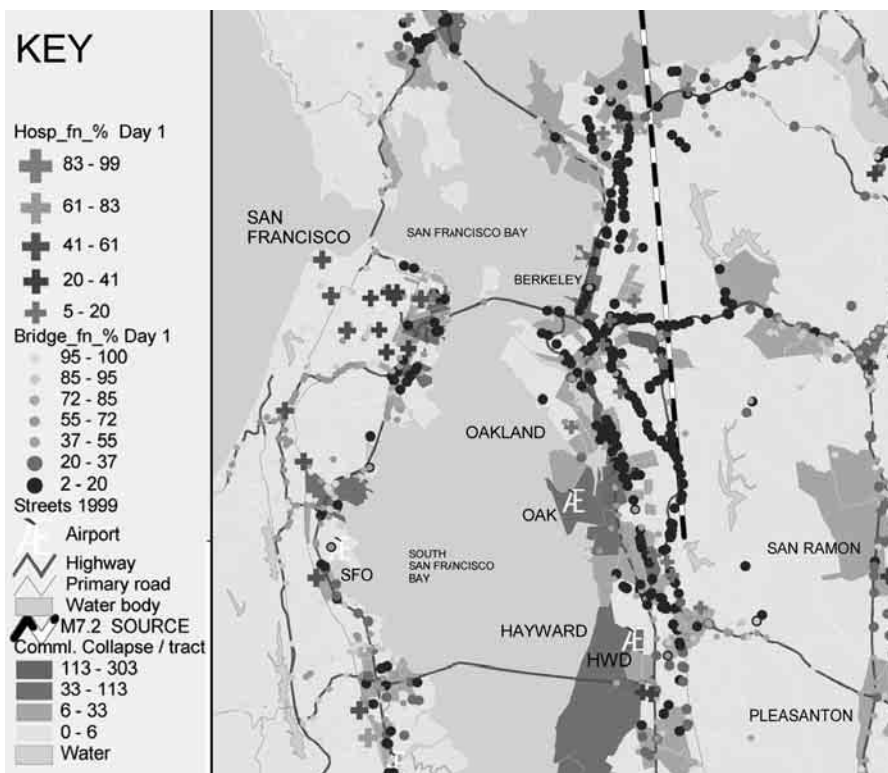 KEY
Hosp_fn_% Day 1
83 - 99
61 - 83
41 - 61
20 - 41
5 - 20
Bridge_fn_% Day 1
95 - 100
85 - 95
72 - 85
55 - 72
37 - 55
20 - 37
2 - 20
Streets 1999
Airport
Highway
Primary road
Water body
M7.2 SOURCE
Comml. Collapse / tract
113 - 303
33 - 113
6 - 33
0 - 6
Water
SAN
FRANCISCO
SAN FRANCISCO BAY
BERKELEY
OAKLAND
OAK
SAN RAMON
SOUTH
SAN FRANCISCO
BAY
SFO
HAYWARD
HWD
PLEASANTON